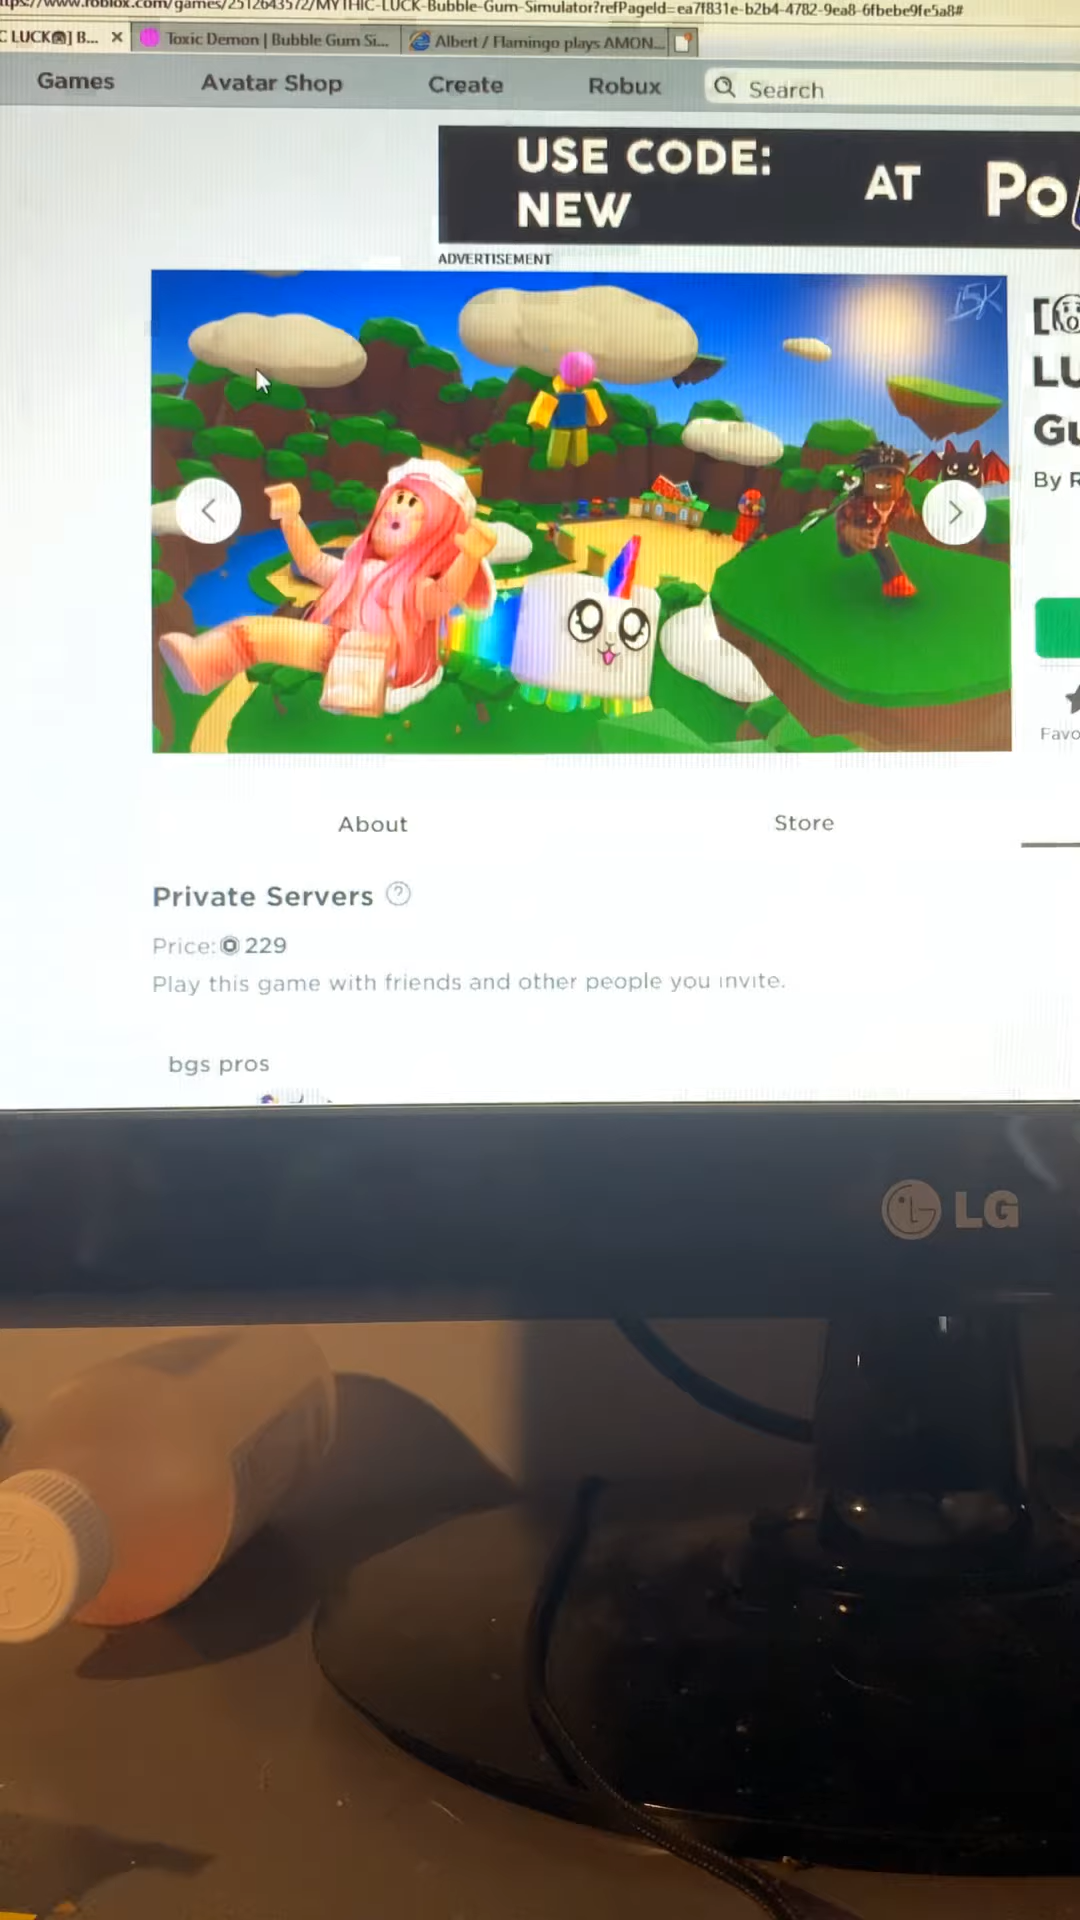 ttps://www.roblox.com/games/2512643572/MYTHIC-LUCK-Bubble-Gum-Simulator?refPageId=ea7f831e-b2b4-4782-9ea8-6fbebe9fe5a8#
C LUCK😱] B... ×
Toxic Demon | Bubble Gum Si...
Albert / Flamingo plays AMON...
Games
Avatar Shop
Create
Robux
Search
USE CODE:
NEW
AT
Po
ADVERTISEMENT
[😱
LU
Gu
By R
Favo
About
Store
Private Servers ?
Price: 229
Play this game with friends and other people you invite.
bgs pros
LG